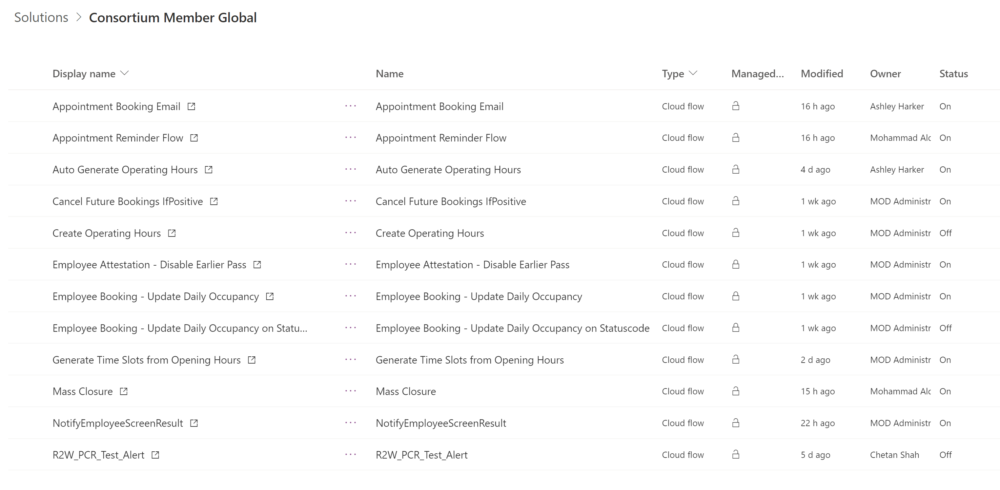 Solutions > Consortium Member Global
Display name Name Type Managed... Modified Owner Status
Appointment Booking Email ... Appointment Booking Email Cloud flow 16 h ago Ashley Harker On
Appointment Reminder Flow ... Appointment Reminder Flow Cloud flow 16 h ago Mohammad Alc On
Auto Generate Operating Hours ... Auto Generate Operating Hours Cloud flow 4 d ago Ashley Harker On
Cancel Future Bookings IfPositive ... Cancel Future Bookings IfPositive Cloud flow 1 wk ago MOD Administr On
Create Operating Hours ... Create Operating Hours Cloud flow 1 wk ago MOD Administr Off
Employee Attestation - Disable Earlier Pass ... Employee Attestation - Disable Earlier Pass Cloud flow 1 wk ago MOD Administr On
Employee Booking - Update Daily Occupancy ... Employee Booking - Update Daily Occupancy Cloud flow 1 wk ago MOD Administr On
Employee Booking - Update Daily Occupancy on Statu... ... Employee Booking - Update Daily Occupancy on Statuscode Cloud flow 1 wk ago MOD Administr Off
Generate Time Slots from Opening Hours ... Generate Time Slots from Opening Hours Cloud flow 2 d ago MOD Administr On
Mass Closure ... Mass Closure Cloud flow 15 h ago Mohammad Alc On
NotifyEmployeeScreenResult ... NotifyEmployeeScreenResult Cloud flow 22 h ago MOD Administr On
R2W_PCR_Test_Alert ... R2W_PCR_Test_Alert Cloud flow 5 d ago Chetan Shah Off